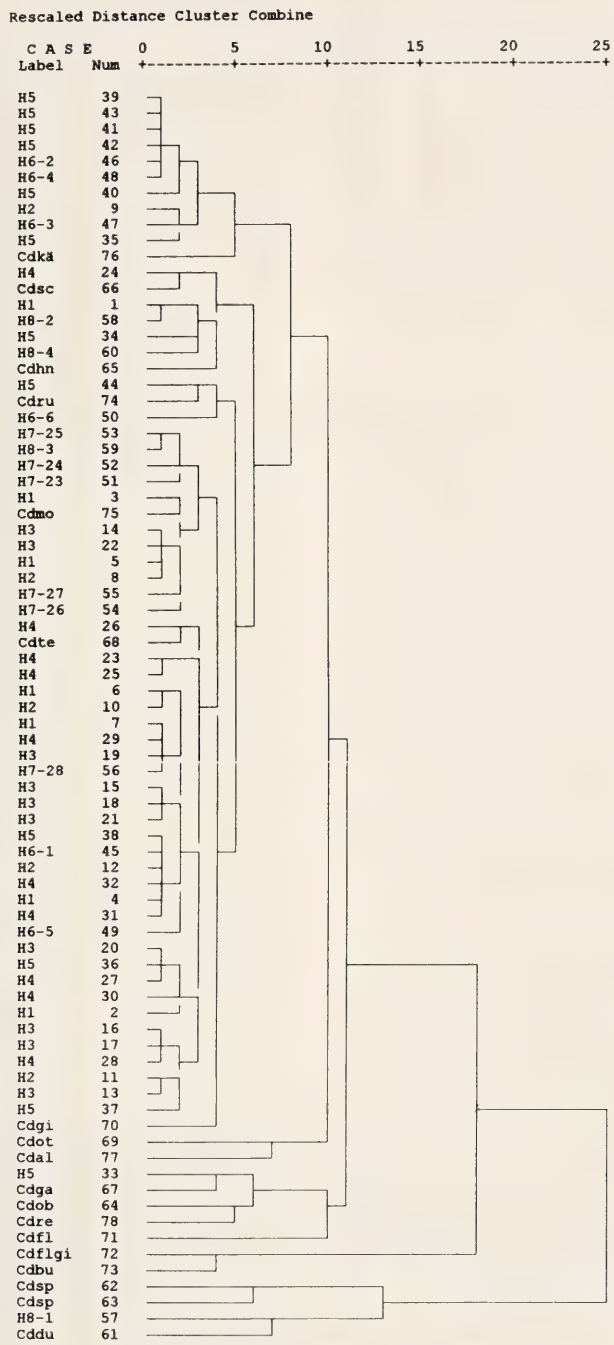 Rescaled Distance Cluster Combine
C A S E 0 5 10 15 20 25
Label Num +---------+---------+---------+---------+---------+
H5 39
H5 43
H5 41
H5 42
H6-2 46
H6-4 48
H5 40
H2 9
H6-3 47
H5 35
Cdkä 76
H4 24
Cdsc 66
H1 1
H8-2 58
H5 34
H8-4 60
Cdhn 65
H5 44
Cdru 74
H6-6 50
H7-25 53
H8-3 59
H7-24 52
H7-23 51
H1 3
Cdmo 75
H3 14
H3 22
H1 5
H2 8
H7-27 55
H7-26 54
H4 26
Cdte 68
H4 23
H4 25
H1 6
H2 10
H1 7
H4 29
H3 19
H7-28 56
H3 15
H3 18
H3 21
H5 38
H6-1 45
H2 12
H4 32
H1 4
H4 31
H6-5 49
H3 20
H5 36
H4 27
H4 30
H1 2
H3 16
H3 17
H4 28
H2 11
H3 13
H5 37
Cdgi 70
Cdot 69
Cdal 77
H5 33
Cdga 67
Cdob 64
Cdre 78
Cdfl 71
Cdflgi 72
Cdbu 73
Cdsp 62
Cdsp 63
H8-1 57
Cddu 61